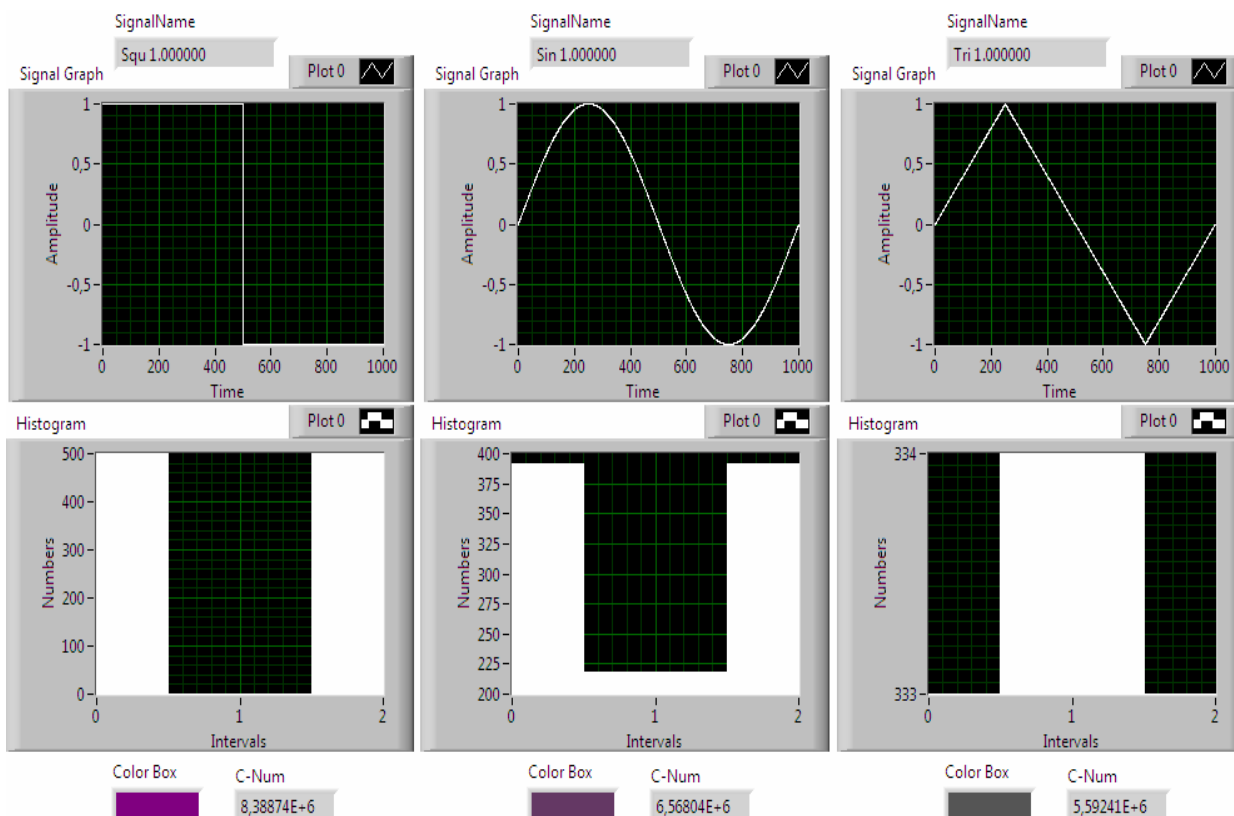 SignalName
Squ 1.000000
Signal Graph
Plot 0
1
0,5
0
-0,5
-1
Amplitude
0 200 400 600 800 1000
Time
Histogram
Plot 0
500
400
300
200
100
0
Numbers
0 1 2
Intervals
Color Box
C-Num
8,38874E+6
SignalName
Sin 1.000000
Signal Graph
Plot 0
1
0,5
0
-0,5
-1
Amplitude
0 200 400 600 800 1000
Time
Histogram
Plot 0
400
375
350
325
300
275
250
225
200
Numbers
0 1 2
Intervals
Color Box
C-Num
6,56804E+6
SignalName
Tri 1.000000
Signal Graph
Plot 0
1
0,5
0
-0,5
-1
Amplitude
0 200 400 600 800 1000
Time
Histogram
Plot 0
334
333
Numbers
0 1 2
Intervals
Color Box
C-Num
5,59241E+6